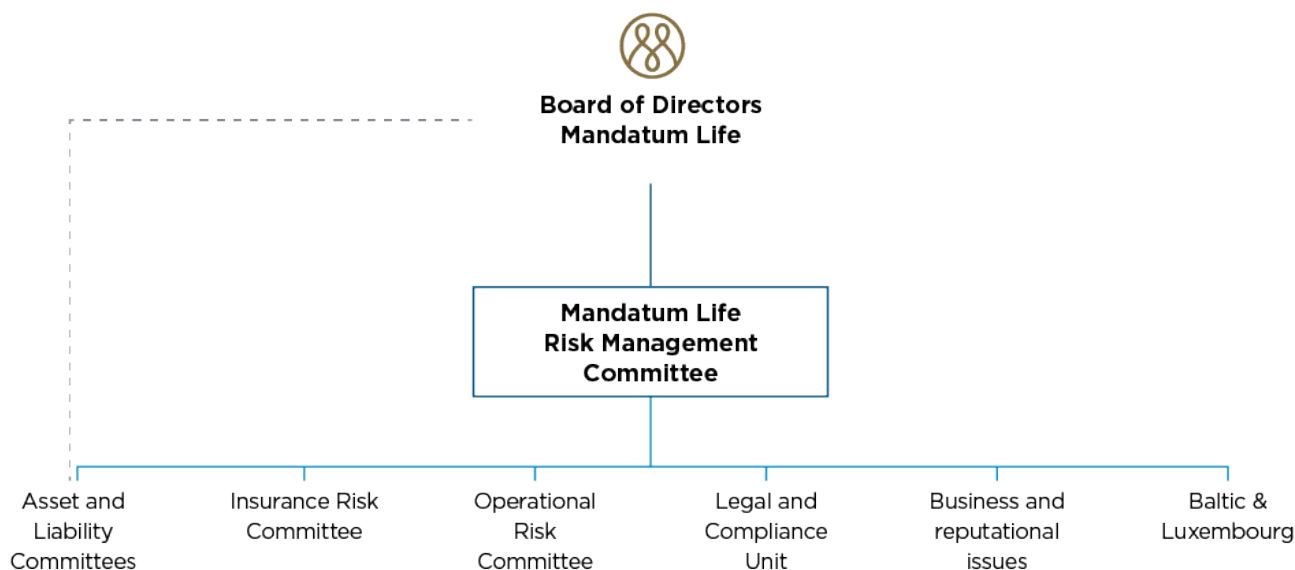 Board of Directors
Mandatum Life
Mandatum Life
Risk Management
Committee
Asset and
Liability
Committees
Insurance Risk
Committee
Operational
Risk
Committee
Legal and
Compliance
Unit
Business and
reputational
issues
Baltic &
Luxembourg